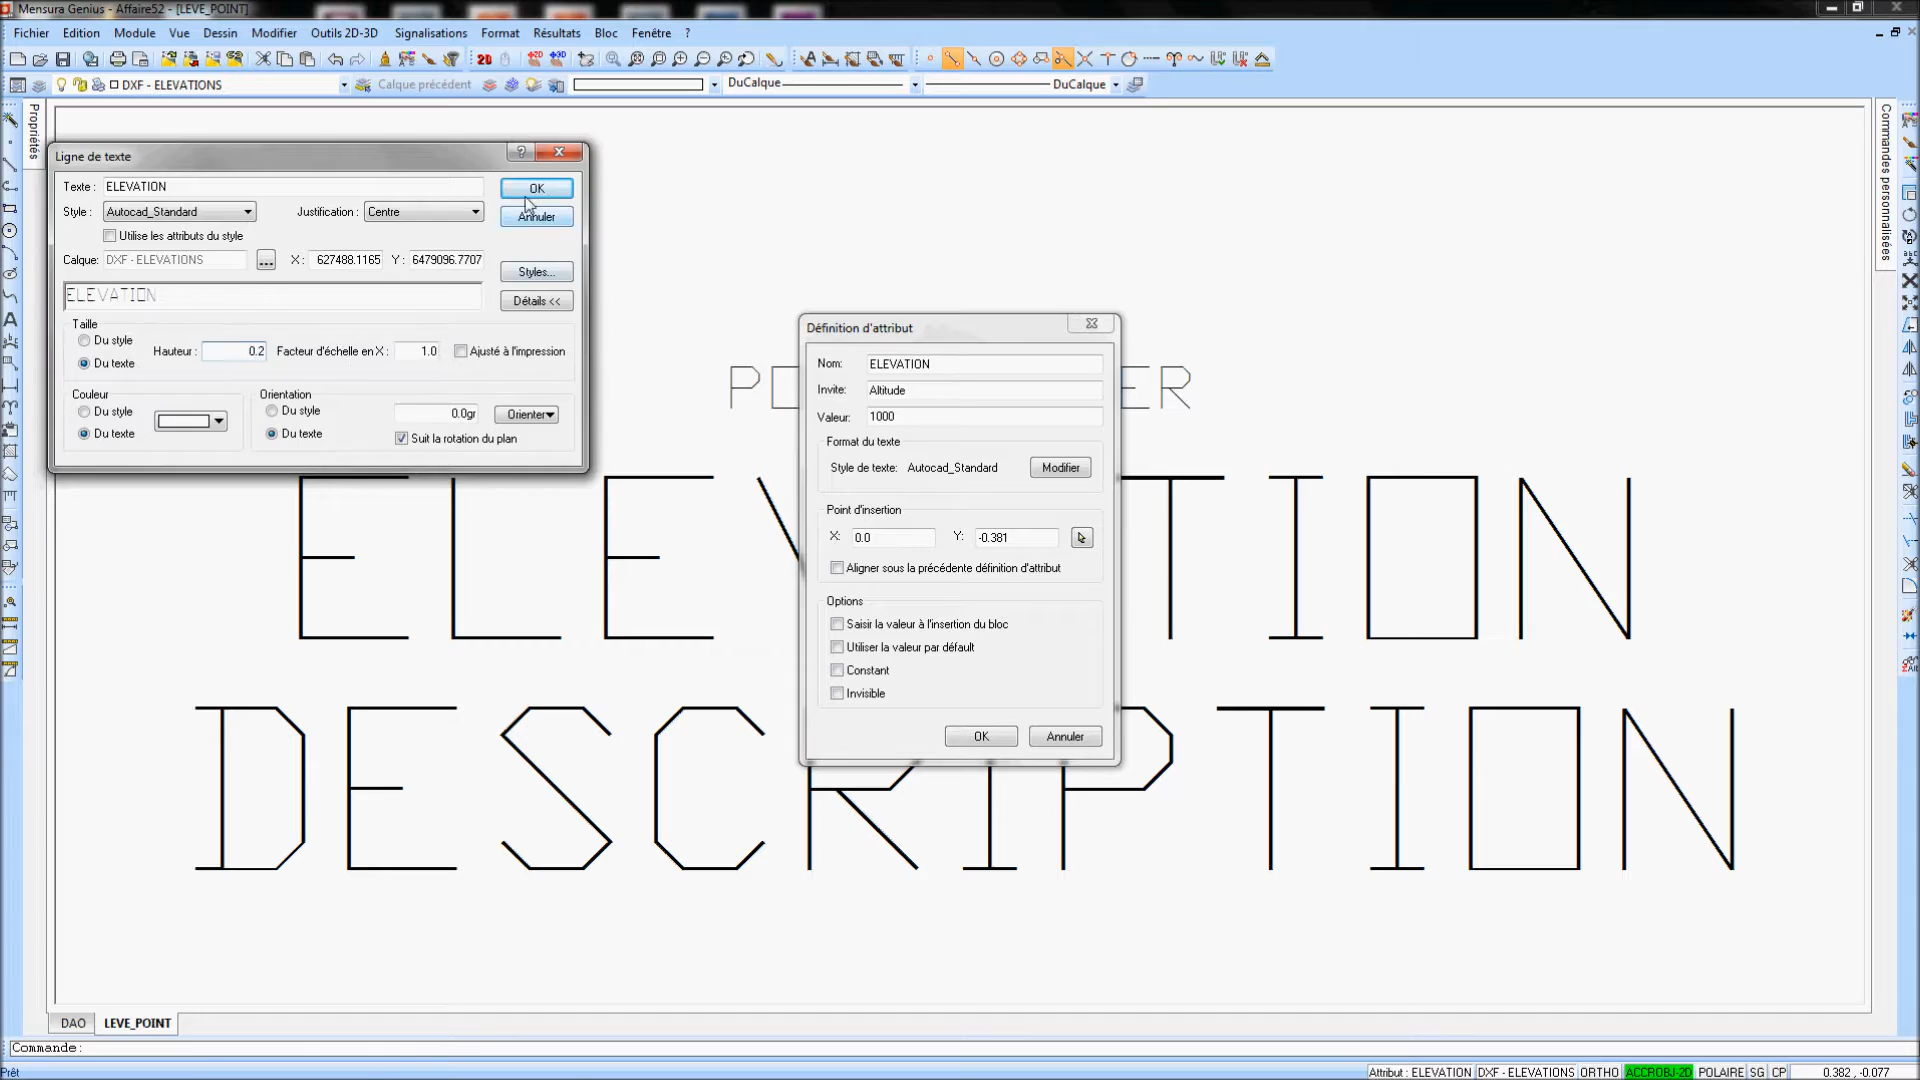 Mensura Genius - Affaire52 - [LEVE_POINT]
Fichier Edition Module Vue Dessin Modifier Outils 2D-3D Signalisations Format Résultats Bloc Fenêtre ?
2D
DXF - ELEVATIONS Calque précédent DuCalque DuCalque
Propriétés
Commandes personnalisées
Ligne de texte
Texte : ELEVATION OK
Style : Autocad_Standard Justification : Centre Annuler
Utilise les attributs du style
Calque: DXF - ELEVATIONS ... X : 627488.1165 Y : 6479096.7707
Styles...
ELEVATION Détails <<
Taille
Du style
Hauteur : 0.2 Facteur d'échelle en X : 1.0 Ajusté à l'impression
Du texte
Couleur Orientation
Du style Du style 0.0gr Orienter
Du texte Du texte Suit la rotation du plan
Définition d'attribut
Nom: ELEVATION
Invite: Altitude
Valeur: 1000
Format du texte
Style de texte: Autocad_Standard Modifier
Point d'insertion
X: 0.0 Y: -0.381
Aligner sous la précédente définition d'attribut
Options
Saisir la valeur à l'insertion du bloc
Utiliser la valeur par défaut
Constant
Invisible
OK Annuler
PO ER
ELEV TION
DESCRIPTION
DAO LEVE_POINT
Commande:
Prêt Attribut : ELEVATION DXF - ELEVATIONS ORTHO ACCROBJ-2D POLAIRE SG CP 0.382 , -0.077